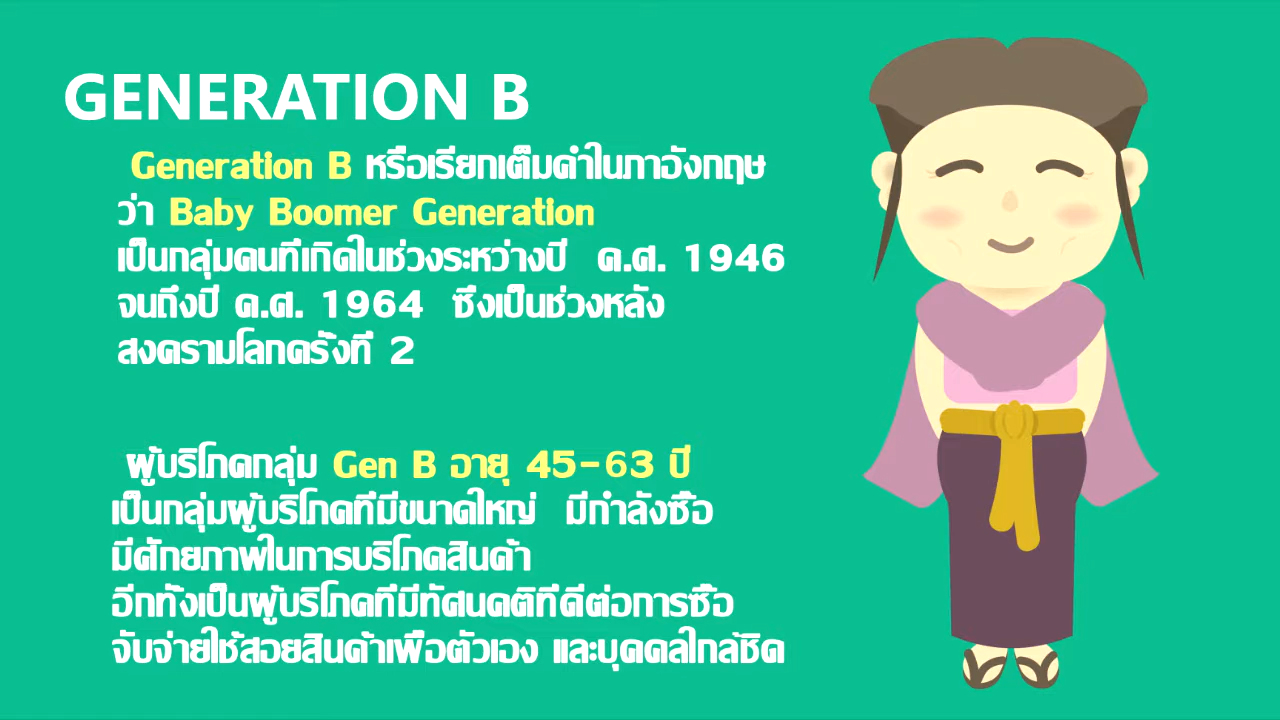 GENERATION B
Generation B หรือเรียกเต็มคำในภาอังกฤษ
ว่า Baby Boomer Generation
เป็นกลุ่มคนที่เกิดในช่วงระหว่างปี ค.ศ. 1946
จนถึงปี ค.ศ. 1964 ซึ่งเป็นช่วงหลัง
สงครามโลกครั้งที่ 2
ผู้บริโภคกลุ่ม Gen B อายุ 45-63 ปี
เป็นกลุ่มผู้บริโภคที่มีขนาดใหญ่ มีกำลังซื้อ
มีศักยภาพในการบริโภคสินค้า
อีกทั้งเป็นผู้บริโภคที่มีทัศนคติที่ดีต่อการซื้อ
จับจ่ายใช้สอยสินค้าเพื่อตัวเอง และบุคคลใกล้ชิด